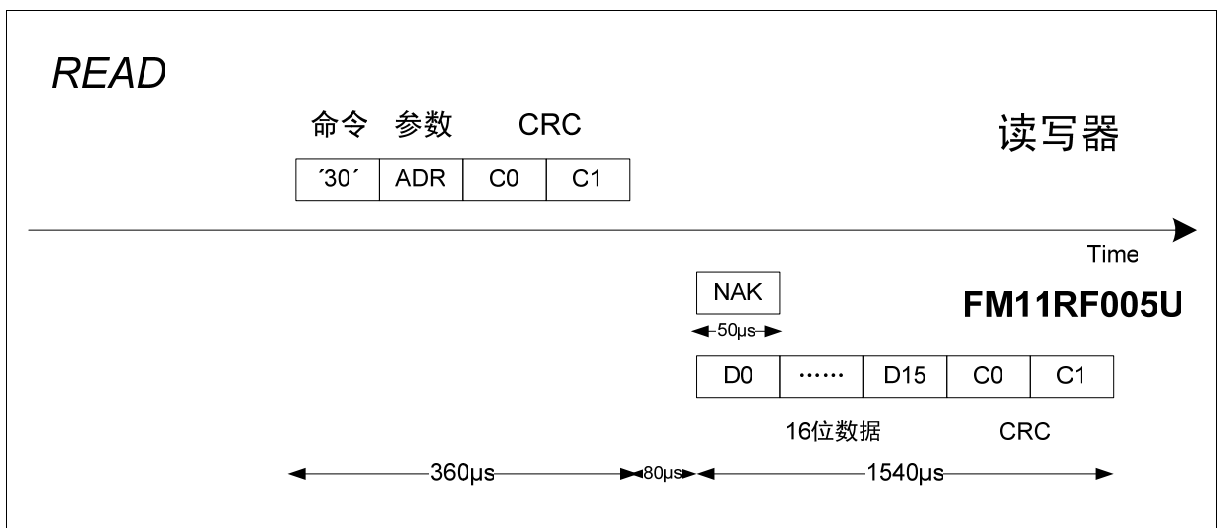 READ
命令 参数 CRC
读写器
´30´ ADR C0 C1
Time
NAK
FM11RF005U
50µs
D0 ⋯⋯ D15 C0 C1
16位数据 CRC
360µs 80µs 1540µs